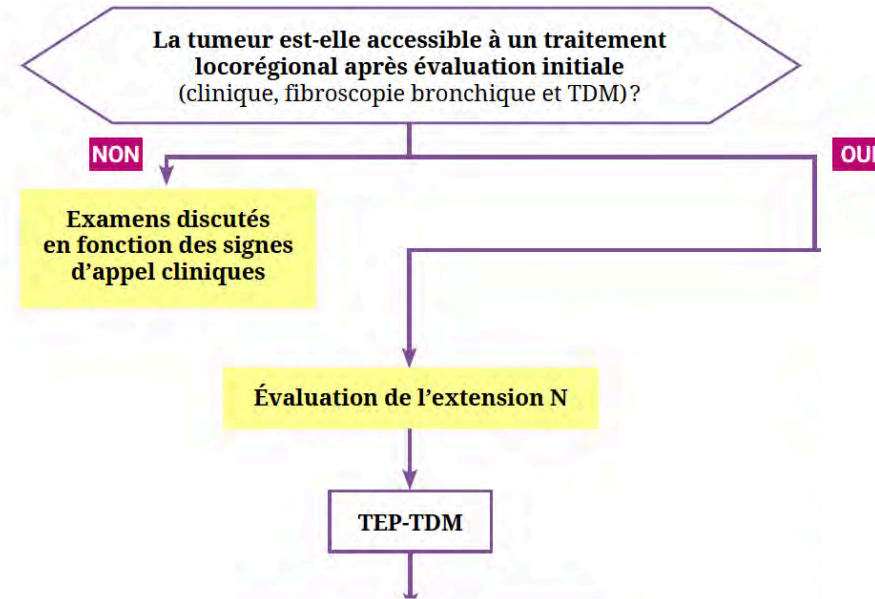 La tumeur est-elle accessible à un traitement
locorégional après évaluation initiale
(clinique, fibroscopie bronchique et TDM) ?
NON
OUI
Examens discutés
en fonction des signes
d’appel cliniques
Évaluation de l’extension N
TEP-TDM